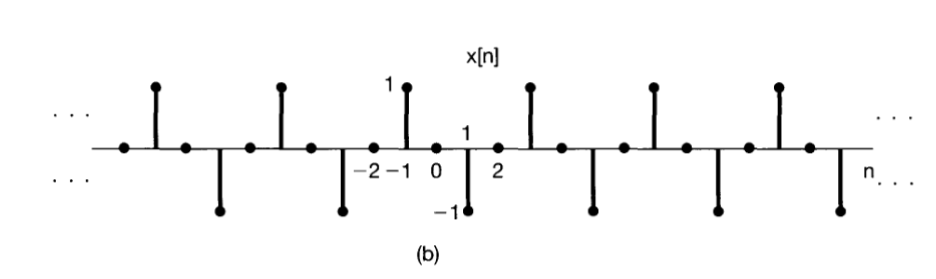 x[n]
1
. . .
. . .
1
−2 −1 0 2 n
. . .
. . .
−1
(b)